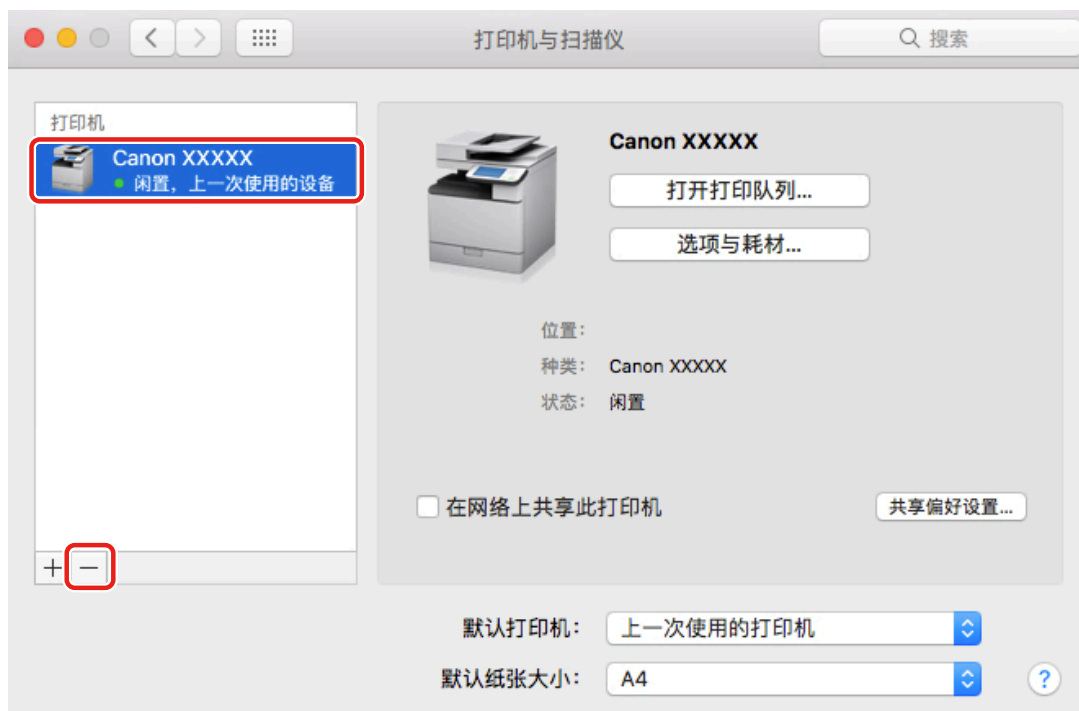 打印机与扫描仪
搜索
打印机
Canon XXXXX
闲置，上一次使用的设备
Canon XXXXX
打开打印队列...
选项与耗材...
位置：
种类： Canon XXXXX
状态： 闲置
在网络上共享此打印机
共享偏好设置...
+ −
默认打印机： 上一次使用的打印机
默认纸张大小： A4
?